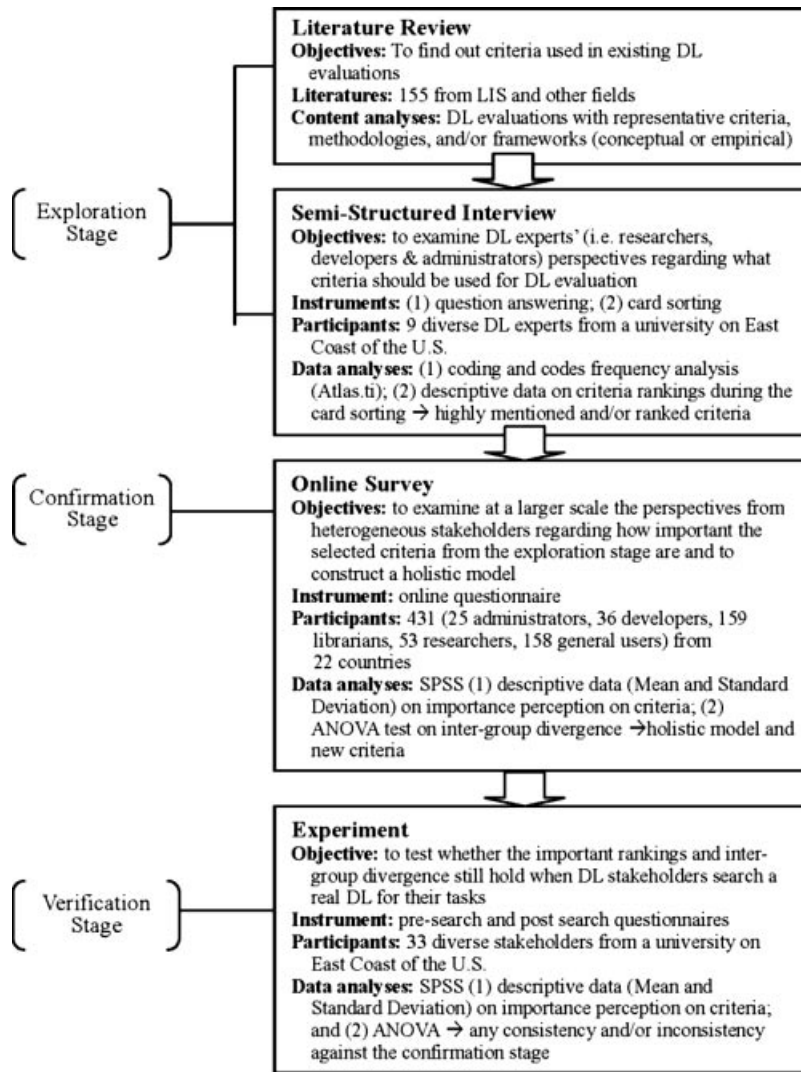 Literature Review
Objectives: To find out criteria used in existing DL
evaluations
Literatures: 155 from LIS and other fields
Content analyses: DL evaluations with representative criteria,
methodologies, and/or frameworks (conceptual or empirical)
Exploration
Stage
Semi-Structured Interview
Objectives: to examine DL experts' (i.e. researchers,
developers & administrators) perspectives regarding what
criteria should be used for DL evaluation
Instruments: (1) question answering; (2) card sorting
Participants: 9 diverse DL experts from a university on East
Coast of the U.S.
Data analyses: (1) coding and codes frequency analysis
(Atlas.ti); (2) descriptive data on criteria rankings during the
card sorting → highly mentioned and/or ranked criteria
Confirmation
Stage
Online Survey
Objectives: to examine at a larger scale the perspectives from
heterogeneous stakeholders regarding how important the
selected criteria from the exploration stage are and to
construct a holistic model
Instrument: online questionnaire
Participants: 431 (25 administrators, 36 developers, 159
librarians, 53 researchers, 158 general users) from
22 countries
Data analyses: SPSS (1) descriptive data (Mean and Standard
Deviation) on importance perception on criteria; (2)
ANOVA test on inter-group divergence →holistic model and
new criteria
Verification
Stage
Experiment
Objective: to test whether the important rankings and inter-
group divergence still hold when DL stakeholders search a
real DL for their tasks
Instrument: pre-search and post search questionnaires
Participants: 33 diverse stakeholders from a university on
East Coast of the U.S.
Data analyses: SPSS (1) descriptive data (Mean and
Standard Deviation) on importance perception on criteria;
and (2) ANOVA → any consistency and/or inconsistency
against the confirmation stage